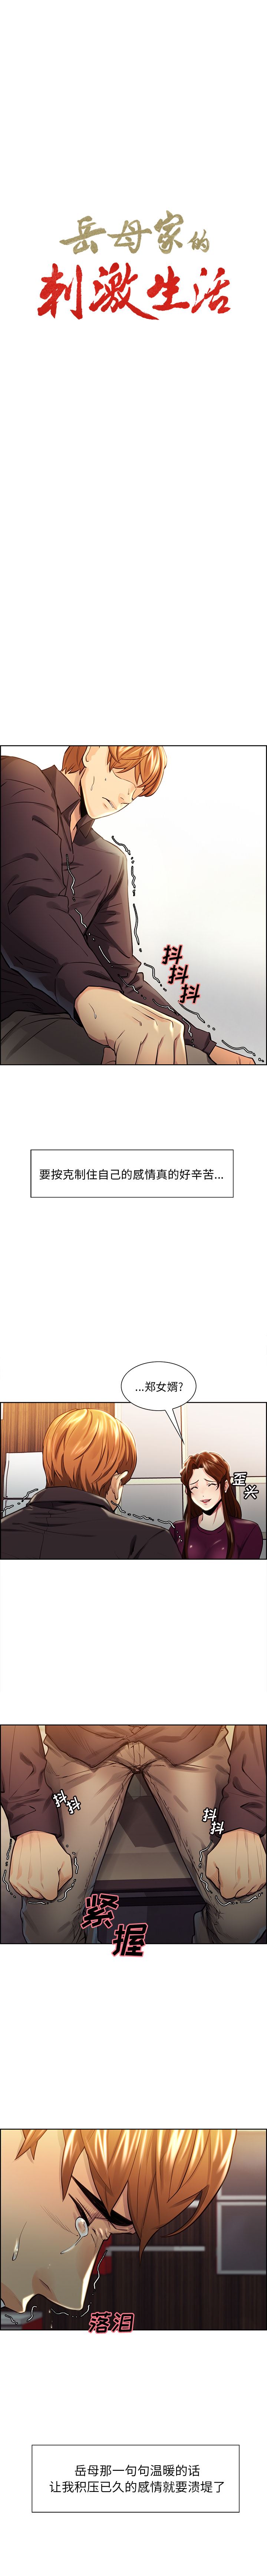 岳母家的
刺激生活
抖
抖
抖
要按克制住自己的感情真的好辛苦...
...郑女婿?
歪
头
抖
抖
抖
抖
紧
握
落泪
岳母那一句句温暖的话
让我积压已久的感情就要溃堤了